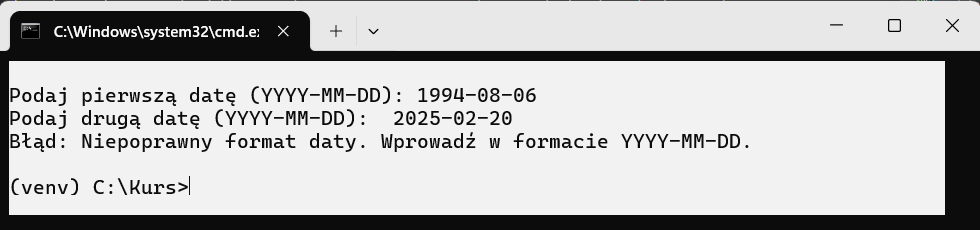 C:\Windows\system32\cmd.e
Podaj pierwszą datę (YYYY-MM-DD): 1994-08-06
Podaj drugą datę (YYYY-MM-DD):  2025-02-20
Błąd: Niepoprawny format daty. Wprowadź w formacie YYYY-MM-DD.
(venv) C:\Kurs>